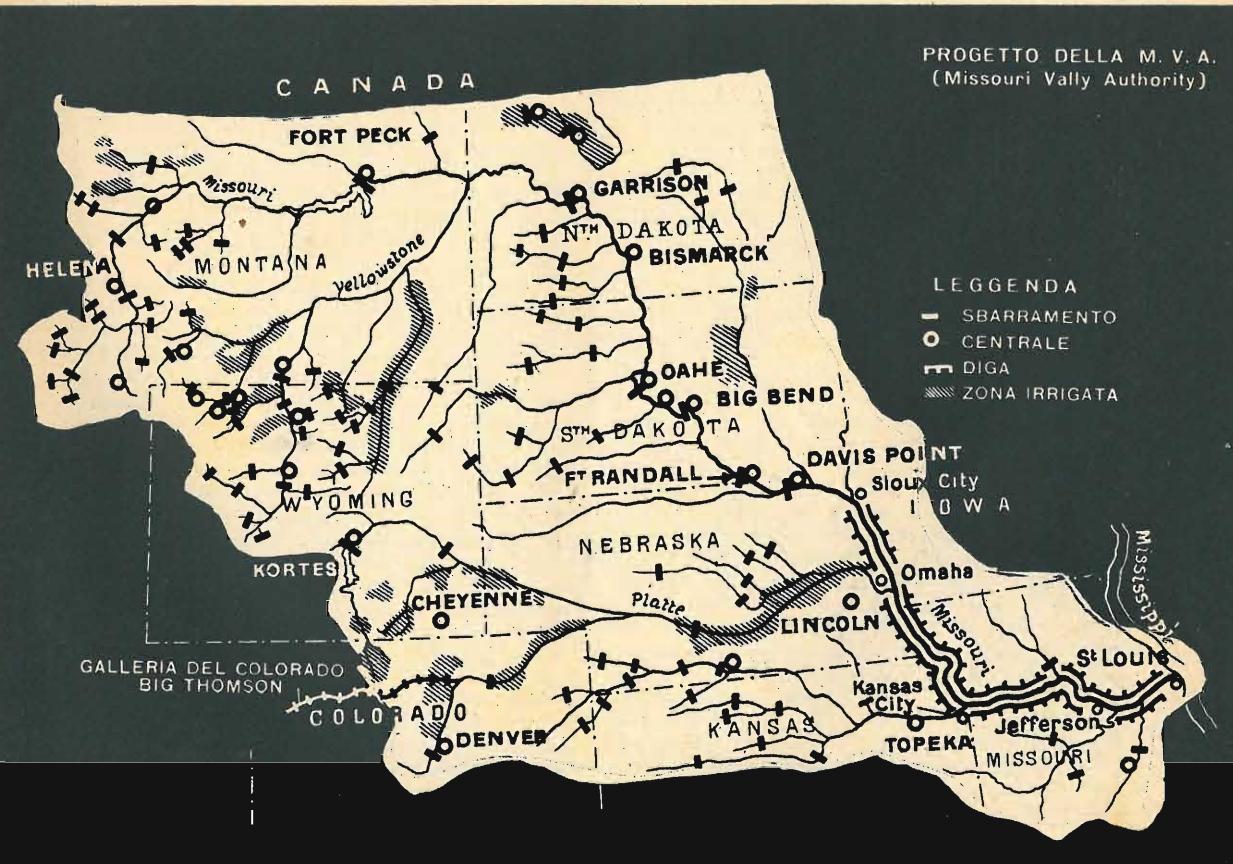 PROGETTO DELLA M. V. A.
(Missouri Vally Authority)
CANADA
FORT PECK
Missouri
GARRISON
NTH DAKOTA
BISMARCK
HELENA
MONTANA
Yellowstone
LEGGENDA
SBARRAMENTO
CENTRALE
DIGA
ZONA IRRIGATA
OAHE
BIG BEND
STH DAKOTA
DAVIS POINT
FT RANDALL
Sioux City
IOWA
WYOMING
NEBRASKA
Mississippi
KORTES
Omaha
CHEYENNE
Platte
LINCOLN
Missouri
GALLERIA DEL COLORADO
BIG THOMSON
St Louis
COLORADO
Kansas
City
KANSAS
Jefferson
DENVER
TOPEKA
MISSOURI